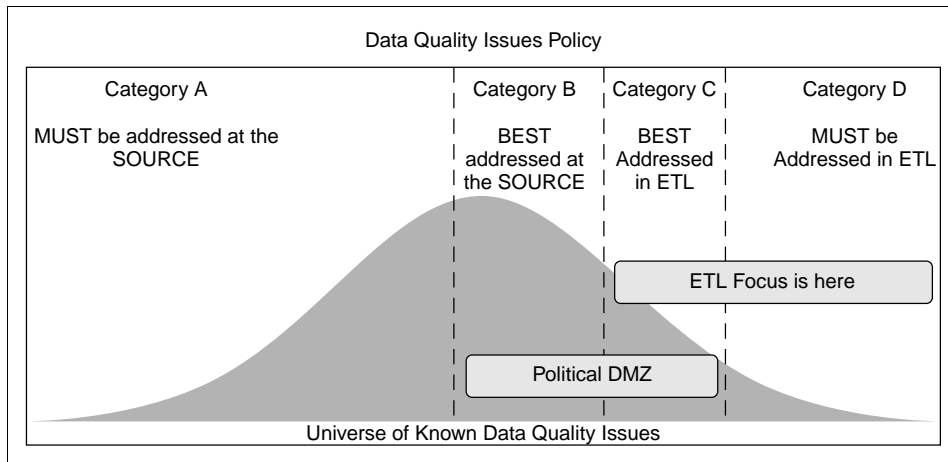 Data Quality Issues Policy
Category A
MUST be addressed at the
SOURCE
Category B
BEST
addressed at
the SOURCE
Category C
BEST
Addressed
in ETL
Category D
MUST be
Addressed in ETL
ETL Focus is here
Political DMZ
Universe of Known Data Quality Issues